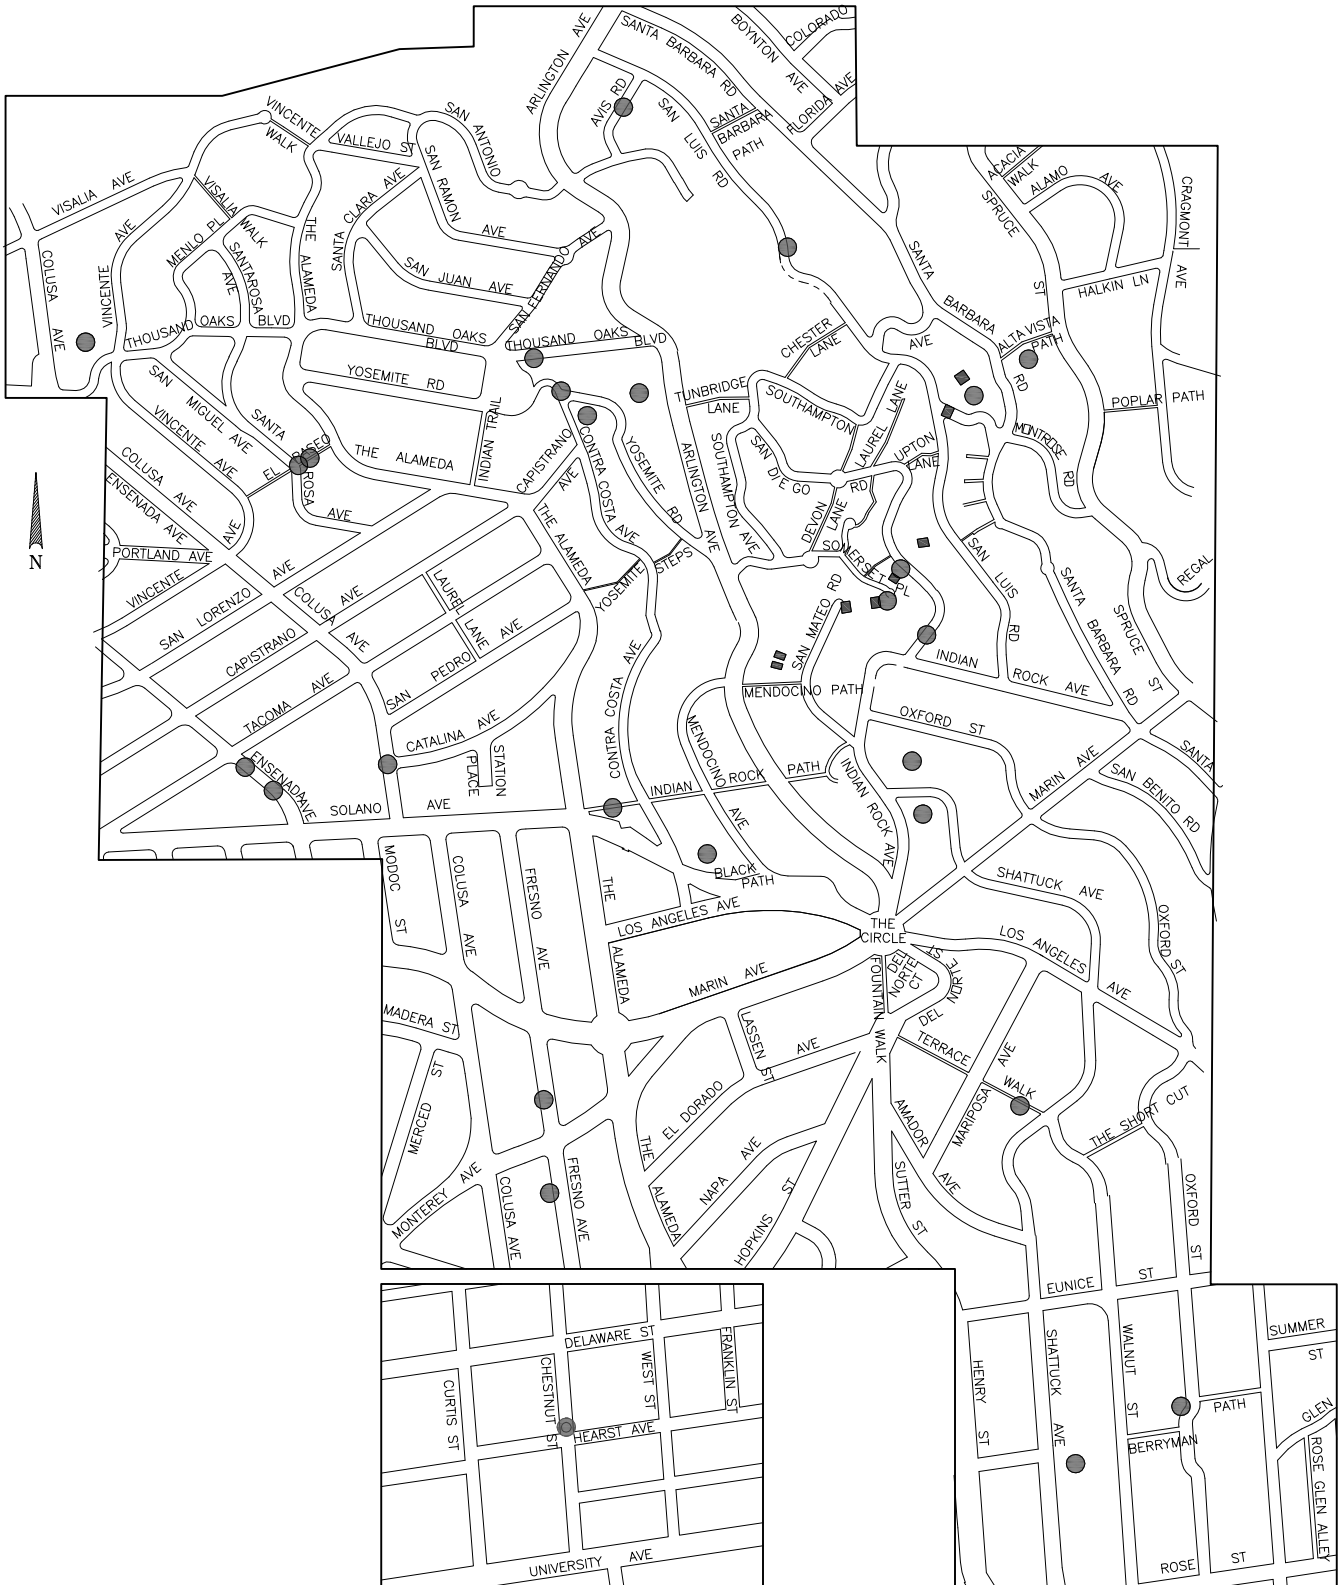 ARLINGTON AVE
SANTA BARBARA RD
BOYNTON AVE
COLORADO
AVIS RD
SAN LUIS RD
SANTA
BARBARA
PATH
FLORIDA AVE
VINCENTE
WALK
VALLEJO ST
SAN ANTONIO
VISALIA AVE
VISALIA WALK
SAN RAMON
AVE
SANTA CLARA AVE
MENLO PL
THE ALAMEDA
SANTAROSA
AVE
ACACIA
WALK
ALAMO AVE
SPRUCE
ST
CRAGMONT
AVE
HALKIN LN
SAN FERNANDO
AVE
SAN JUAN AVE
COLUSA
AVE
VINCENTE
AVE
THOUSAND OAKS BLVD
THOUSAND OAKS
BLVD
THOUSAND OAKS
BLVD
SANTA
BARBARA
RD
ALTA VISTA
PATH
CHESTER
LANE
AVE
YOSEMITE RD
SAN
MIGUEL AVE
SANTA
ROSA
AVE
TUNBRIDGE
LANE
SOUTHAMPTON
LAUREL LANE
UPTON
LANE
POPLAR PATH
MONTROSE
RD
VINCENTE AVE
EL PASEO
THE ALAMEDA
INDIAN TRAIL
CAPISTRANO
AVE
CONTRA COSTA AVE
YOSEMITE
RD
ARLINGTON AVE
SOUTHAMPTON AVE
SAN DIEGO
RD
COLUSA AVE
ENSENADA AVE
PORTLAND AVE
VINCENTE
AVE
DEVON
LANE
SOMERSET PL
SAN
LUIS
RD
REGAL
THE ALAMEDA
YOSEMITE STEPS
SAN LORENZO
AVE
COLUSA
AVE
AVE
LAUREL
LANE
SANTA
BARBARA
RD
SPRUCE
ST
CAPISTRANO
SAN PEDRO AVE
SAN MATEO RD
INDIAN
ROCK AVE
TACOMA AVE
CATALINA AVE
CONTRA COSTA AVE
MENDOCINO PATH
OXFORD ST
MARIN AVE
SANTA
STATION
PLACE
MENDOCINO
AVE
INDIAN ROCK PATH
INDIAN ROCK AVE
SAN BENITO RD
ENSENADA AVE
SOLANO AVE
MODOC
ST
COLUSA
AVE
FRESNO
AVE
THE
ALAMEDA
BLACK
PATH
LOS ANGELES AVE
SHATTUCK AVE
THE
CIRCLE
LOS ANGELES
AVE
OXFORD
ST
MARIN AVE
DEL
NORTE
CT
DEL NORTE ST
FOUNTAIN WALK
MADERA ST
LASSEN ST
AVE
TERRACE
WALK
MERCED
ST
EL DORADO
AMADOR
AVE
MARIPOSA
AVE
THE SHORT CUT
MONTEREY AVE
COLUSA AVE
FRESNO AVE
THE
ALAMEDA
NAPA AVE
HOPKINS
ST
SUTTER ST
OXFORD
ST
EUNICE ST
DELAWARE ST
CURTIS ST
CHESTNUT ST
WEST ST
FRANKLIN ST
HEARST AVE
UNIVERSITY AVE
HENRY
ST
SHATTUCK
AVE
WALNUT
ST
SUMMER
ST
BERRYMAN
PATH
GLEN
ROSE GLEN ALLEY
ROSE ST
N